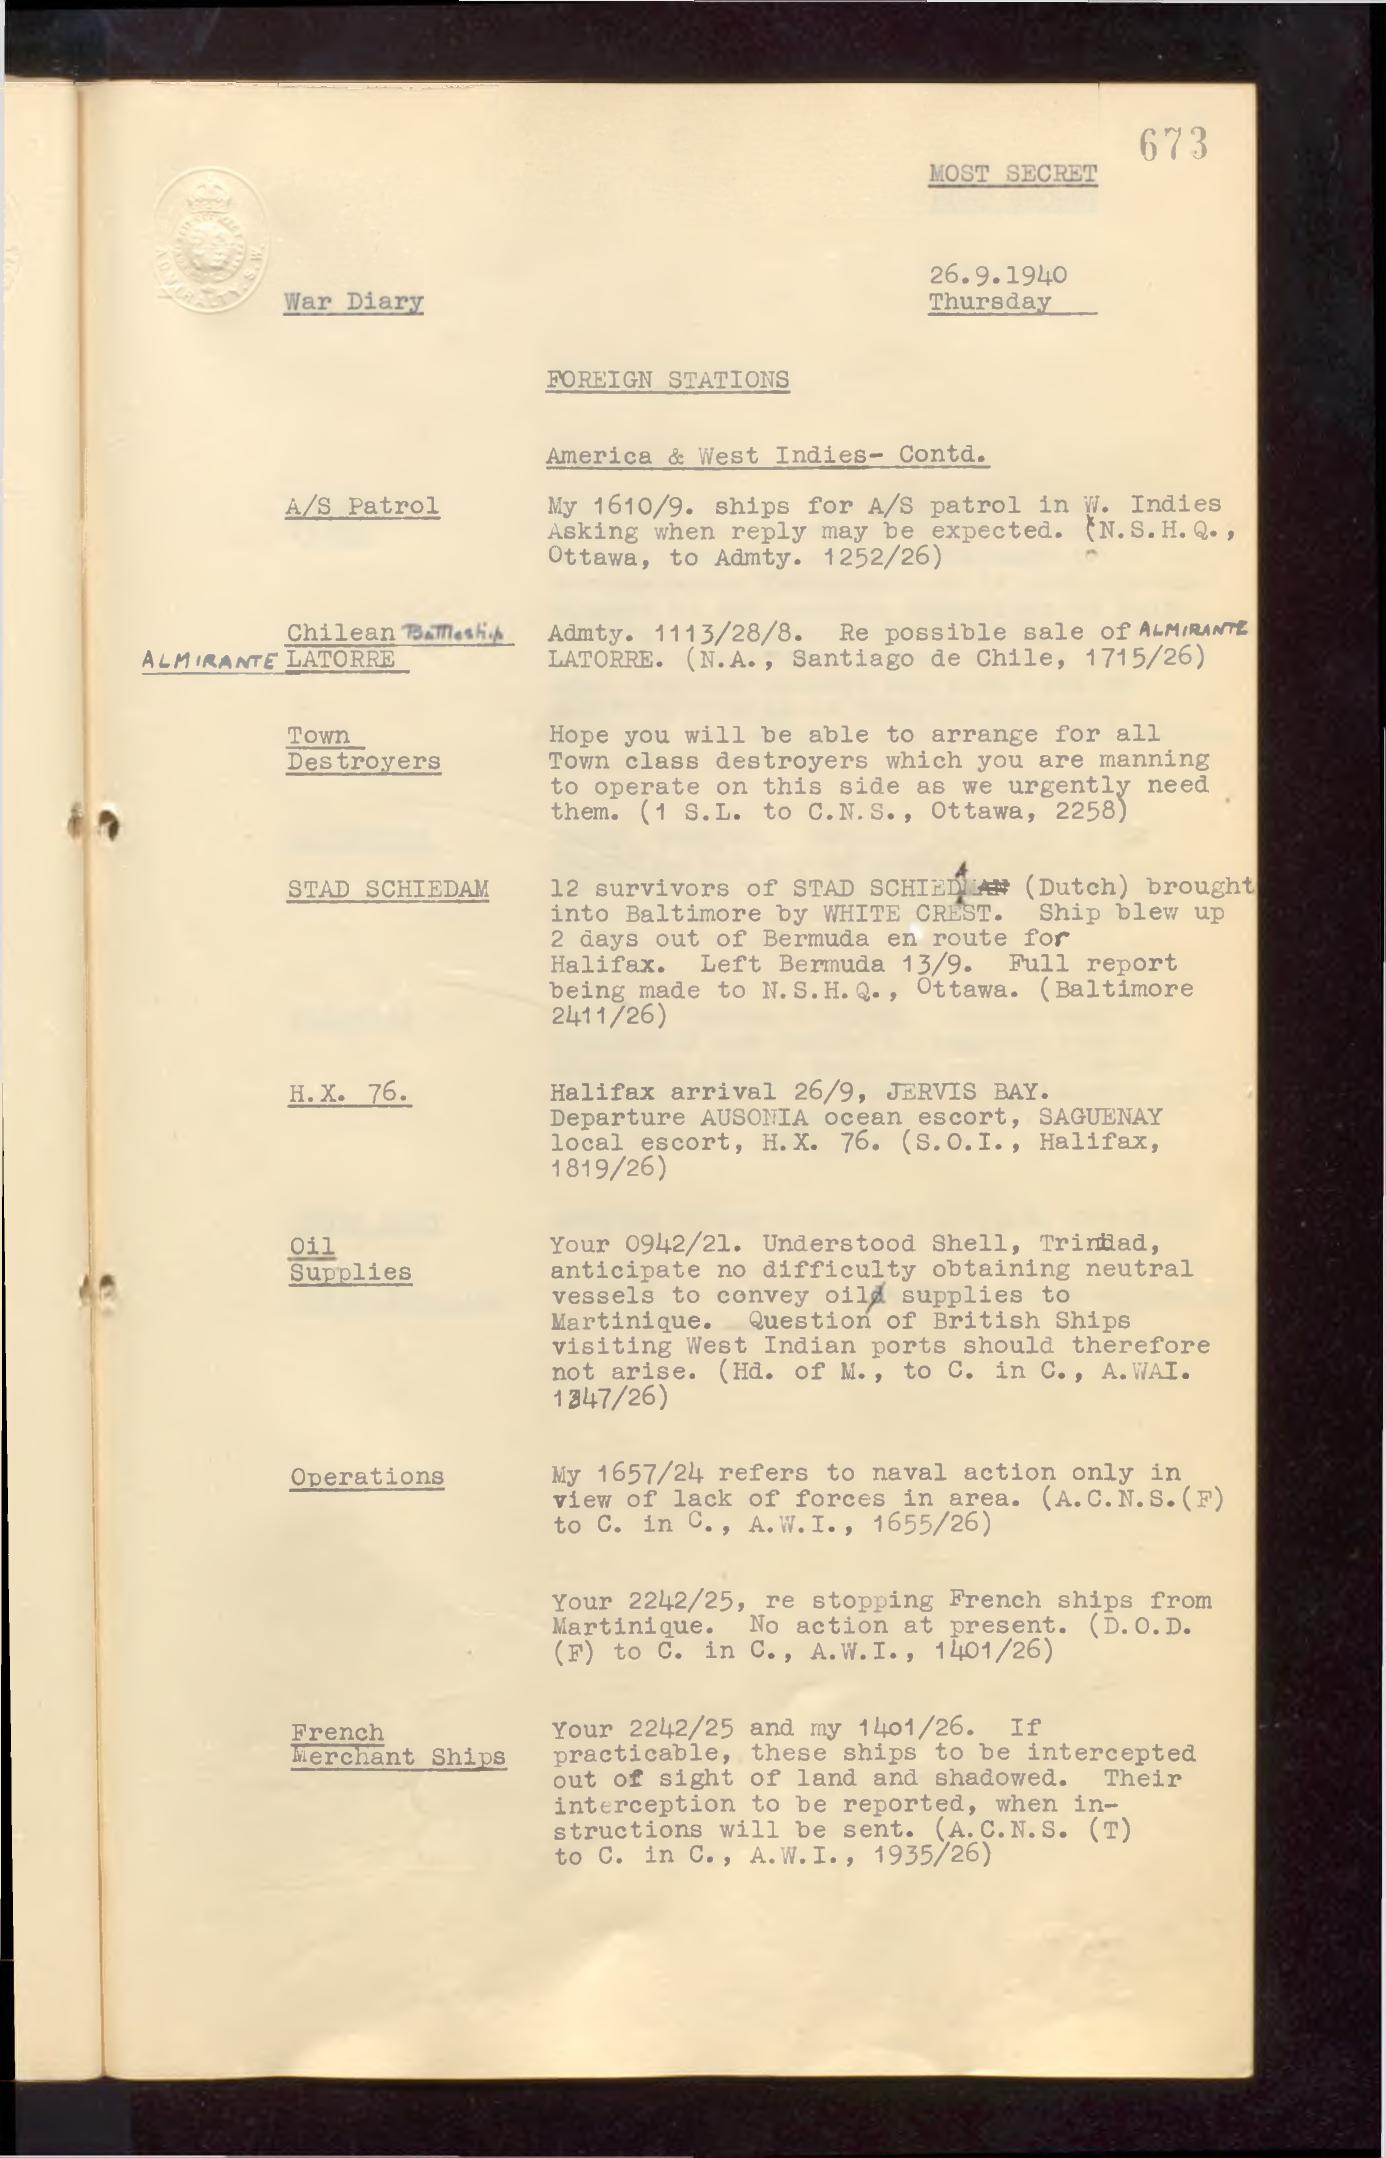 673
MOST SECRET
ADMIRALTY. S.W.
26.9.1940
War Diary
Thursday
FOREIGN STATIONS
America & West Indies- Contd.
A/S Patrol
My 1610/9. ships for A/S patrol in W. Indies
Asking when reply may be expected. (N.S.H.Q.,
Ottawa, to Admty. 1252/26)
Chilean Battleship
ALMIRANTE LATORRE
Admty. 1113/28/8. Re possible sale of ALMIRANTE
LATORRE. (N.A., Santiago de Chile, 1715/26)
Town
Destroyers
Hope you will be able to arrange for all
Town class destroyers which you are manning
to operate on this side as we urgently need
them. (1 S.L. to C.N.S., Ottawa, 2258)
STAD SCHIEDAM
12 survivors of STAD SCHIEDAM (Dutch) brought
into Baltimore by WHITE CREST. Ship blew up
2 days out of Bermuda en route for
Halifax. Left Bermuda 13/9. Full report
being made to N.S.H.Q., Ottawa. (Baltimore
2411/26)
H.X. 76.
Halifax arrival 26/9, JERVIS BAY.
Departure AUSONIA ocean escort, SAGUENAY
local escort, H.X. 76. (S.O.I., Halifax,
1819/26)
Oil
Supplies
Your 0942/21. Understood Shell, Trinidad,
anticipate no difficulty obtaining neutral
vessels to convey oil supplies to
Martinique. Question of British Ships
visiting West Indian ports should therefore
not arise. (Hd. of M., to C. in C., A.WAI.
1347/26)
Operations
My 1657/24 refers to naval action only in
view of lack of forces in area. (A.C.N.S.(F)
to C. in C., A.W.I., 1655/26)
Your 2242/25, re stopping French ships from
Martinique. No action at present. (D.O.D.
(F) to C. in C., A.W.I., 1401/26)
French
Merchant Ships
Your 2242/25 and my 1401/26. If
practicable, these ships to be intercepted
out of sight of land and shadowed. Their
interception to be reported, when in-
structions will be sent. (A.C.N.S. (T)
to C. in C., A.W.I., 1935/26)